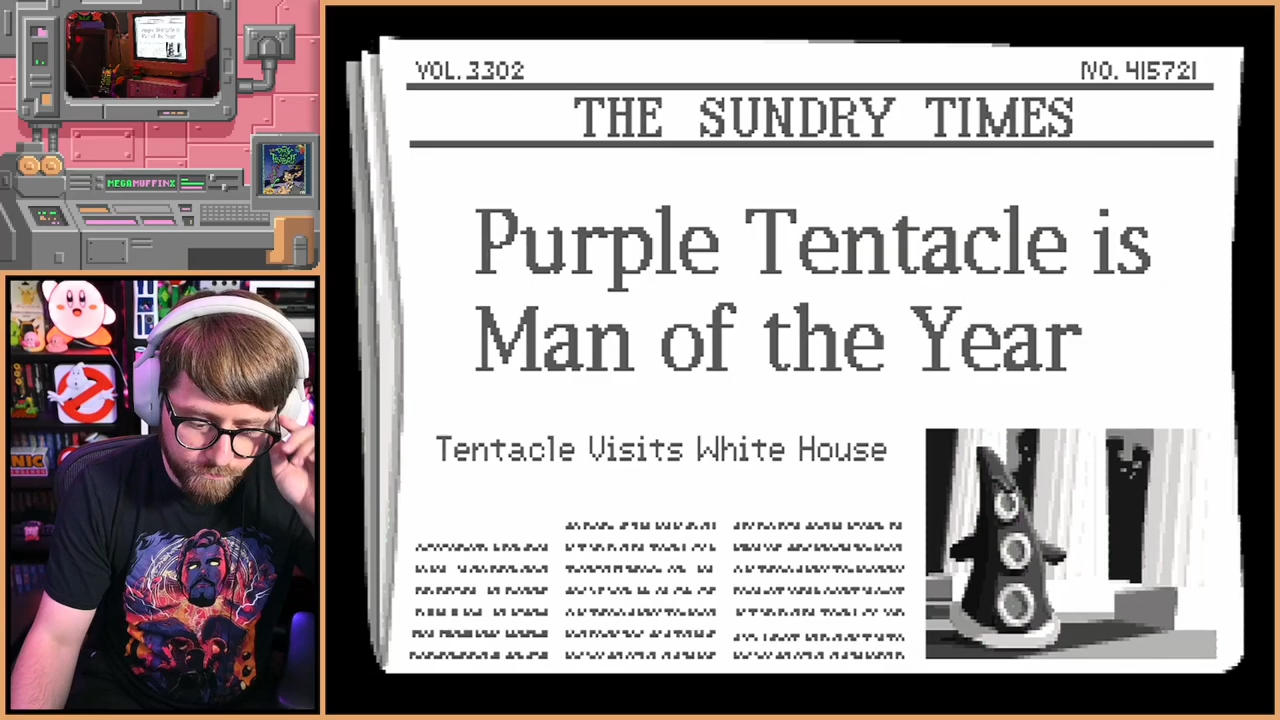 MEGAMUFFINX
VOL. 3302
NO. 415721
THE SUNDRY TIMES
Purple Tentacle is
Man of the Year
Tentacle Visits White House